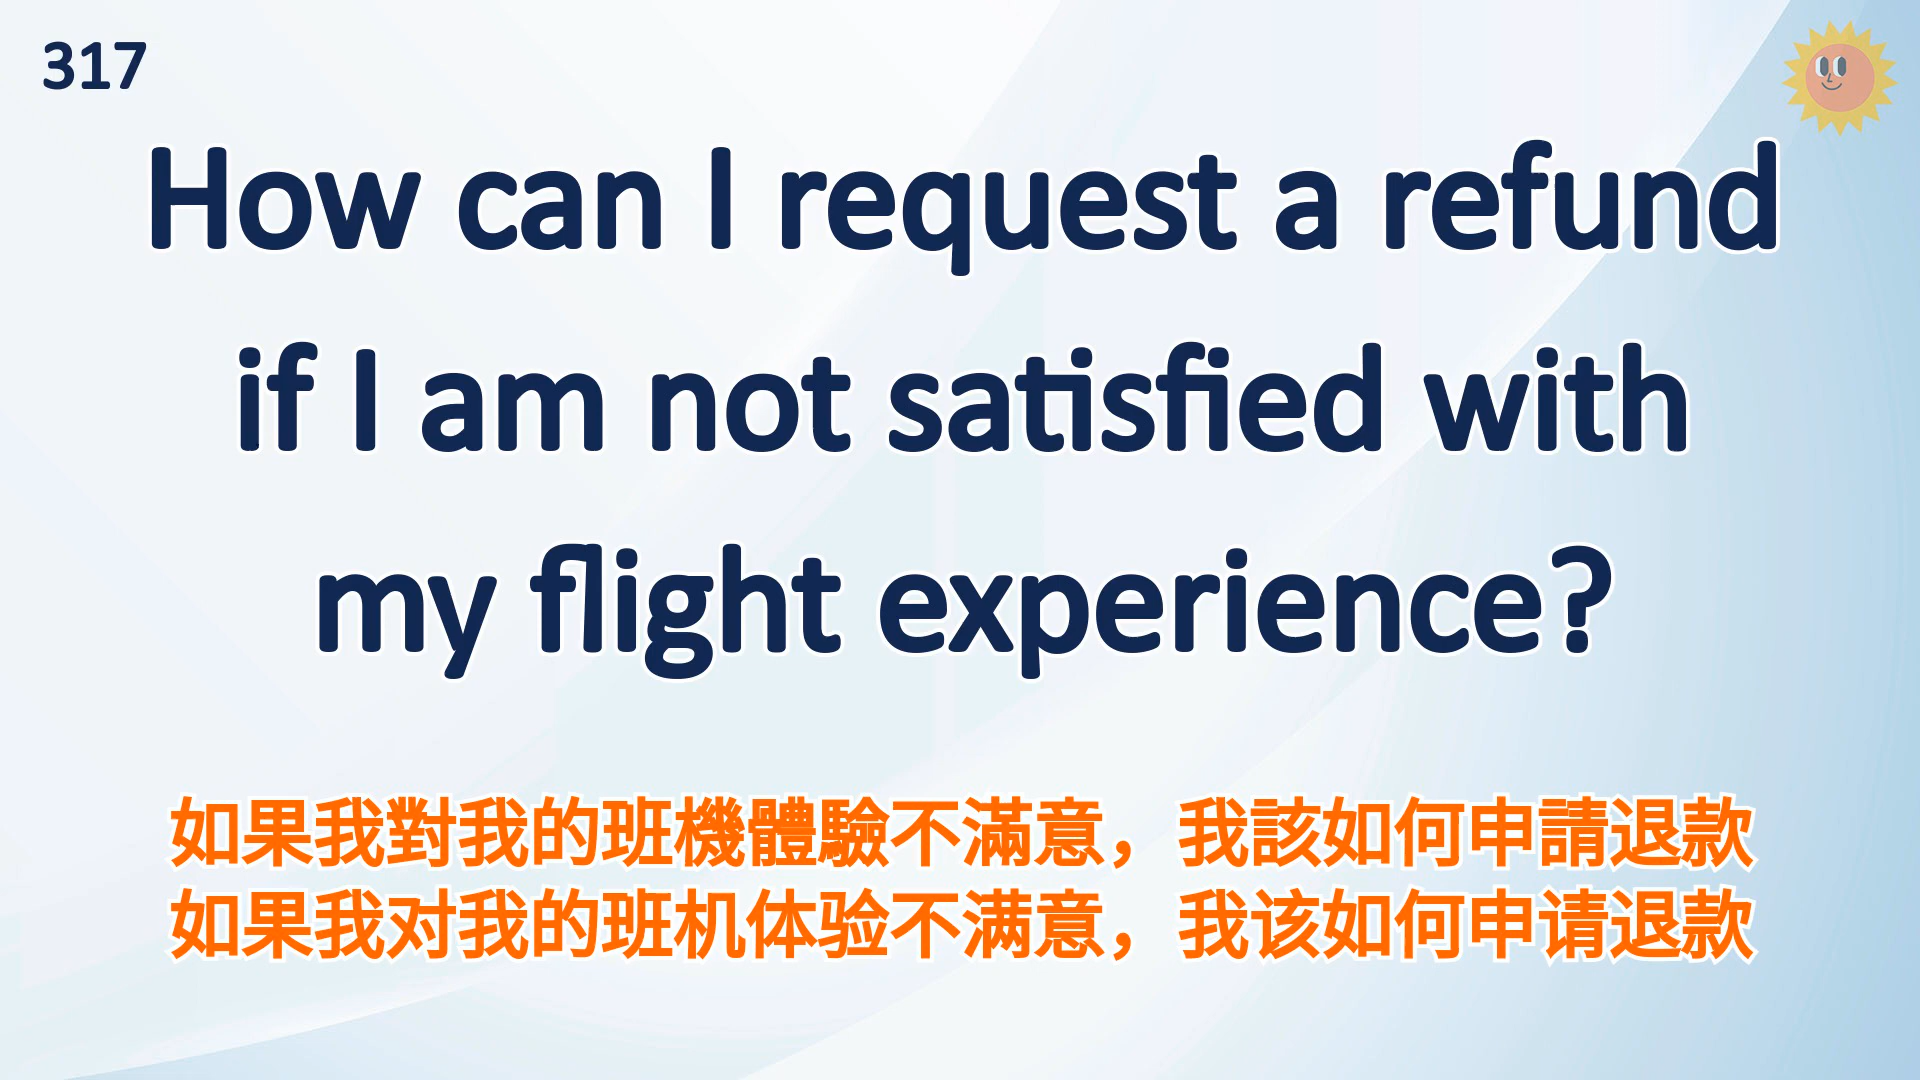 317
How can I request a refund
if I am not satisfied with
my flight experience?
如果我對我的班機體驗不滿意，我該如何申請退款
如果我对我的班机体验不满意，我该如何申请退款